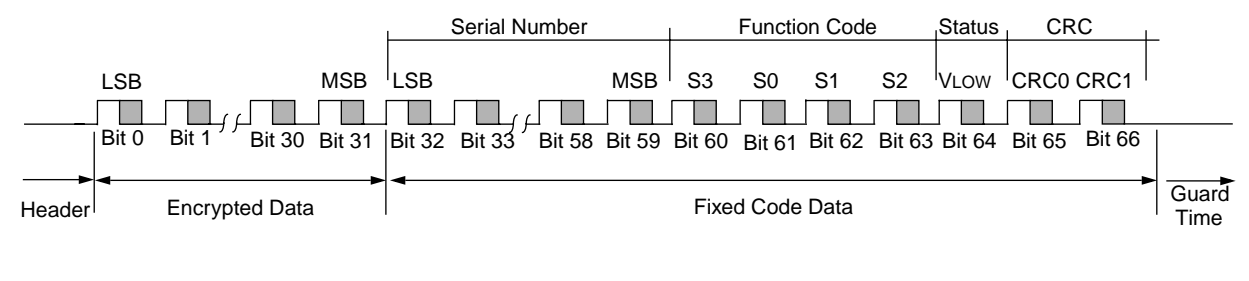 Serial Number Function Code Status CRC
LSB MSB LSB MSB S3 S0 S1 S2 VLOW CRC0 CRC1
Bit 0 Bit 1 Bit 30 Bit 31 Bit 32 Bit 33 Bit 58 Bit 59 Bit 60 Bit 61 Bit 62 Bit 63 Bit 64 Bit 65 Bit 66
Header Encrypted Data Fixed Code Data Guard
Time